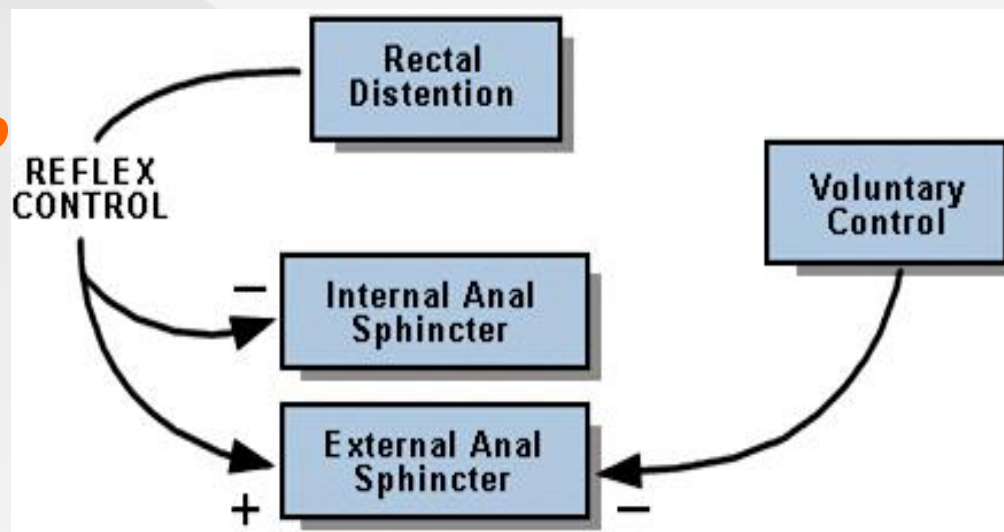 Rectal
Distention
REFLEX
CONTROL
Voluntary
Control
–
Internal Anal
Sphincter
External Anal
Sphincter
+
–